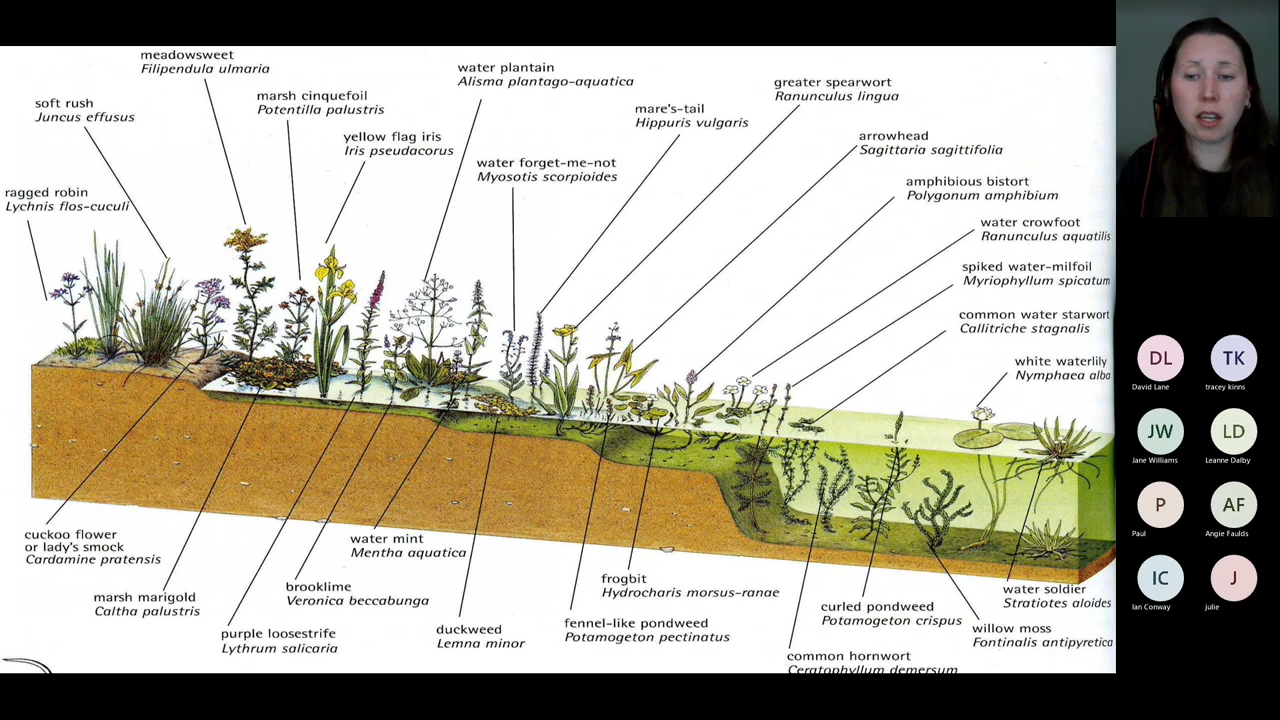 meadowsweet
Filipendula ulmaria
soft rush
Juncus effusus
marsh cinquefoil
Potentilla palustris
water plantain
Alisma plantago-aquatica
greater spearwort
Ranunculus lingua
mare's-tail
Hippuris vulgaris
yellow flag iris
Iris pseudacorus
arrowhead
Sagittaria sagittifolia
water forget-me-not
Myosotis scorpioides
ragged robin
Lychnis flos-cuculi
amphibious bistort
Polygonum amphibium
water crowfoot
Ranunculus aquatilis
spiked water-milfoil
Myriophyllum spicatum
common water starwort
Callitriche stagnalis
white waterlily
Nymphaea alba
cuckoo flower
or lady's smock
Cardamine pratensis
water mint
Mentha aquatica
marsh marigold
Caltha palustris
brooklime
Veronica beccabunga
purple loosestrife
Lythrum salicaria
duckweed
Lemna minor
frogbit
Hydrocharis morsus-ranae
fennel-like pondweed
Potamogeton pectinatus
common hornwort
Ceratophyllum demersum
curled pondweed
Potamogeton crispus
water soldier
Stratiotes aloides
willow moss
Fontinalis antipyretica
DL
David Lane
TK
tracey kinns
JW
Jane Williams
LD
Leanne Dalby
P
Paul
AF
Angie Faulds
IC
Ian Conway
J
julie